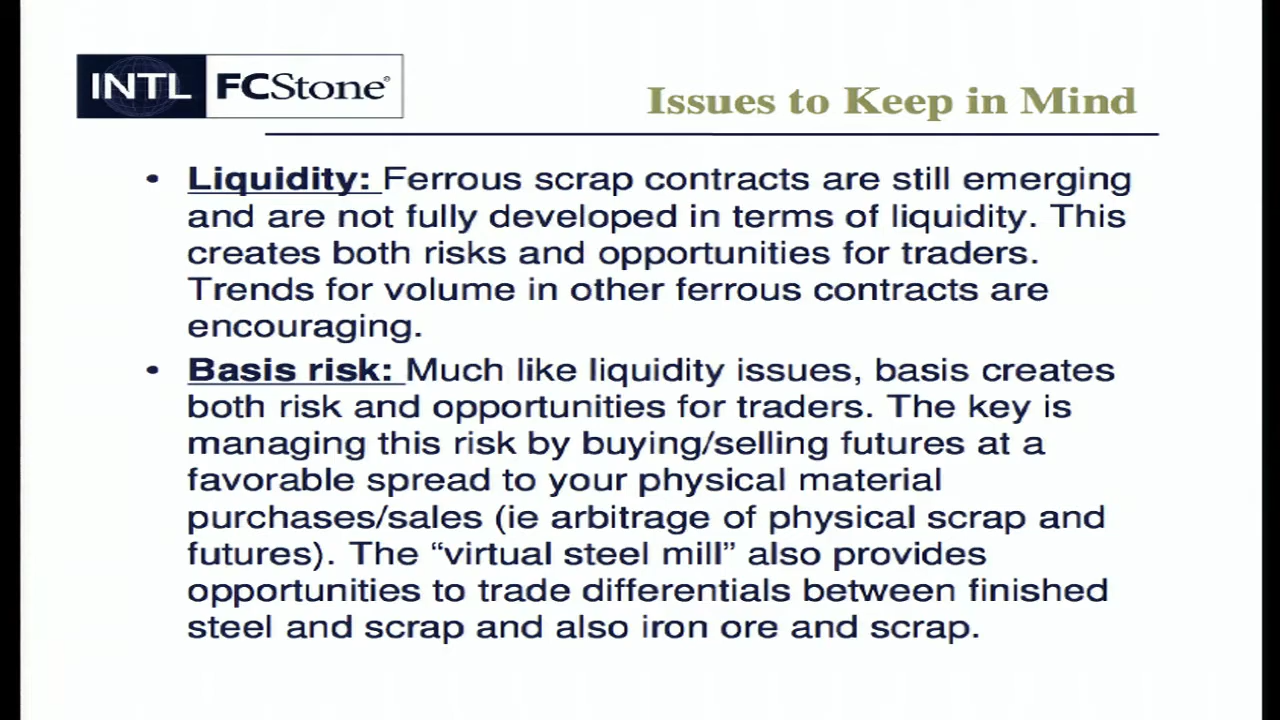 INTL FCStone®
Issues to Keep in Mind
• Liquidity: Ferrous scrap contracts are still emerging
and are not fully developed in terms of liquidity. This
creates both risks and opportunities for traders.
Trends for volume in other ferrous contracts are
encouraging.
• Basis risk: Much like liquidity issues, basis creates
both risk and opportunities for traders. The key is
managing this risk by buying/selling futures at a
favorable spread to your physical material
purchases/sales (ie arbitrage of physical scrap and
futures). The “virtual steel mill” also provides
opportunities to trade differentials between finished
steel and scrap and also iron ore and scrap.